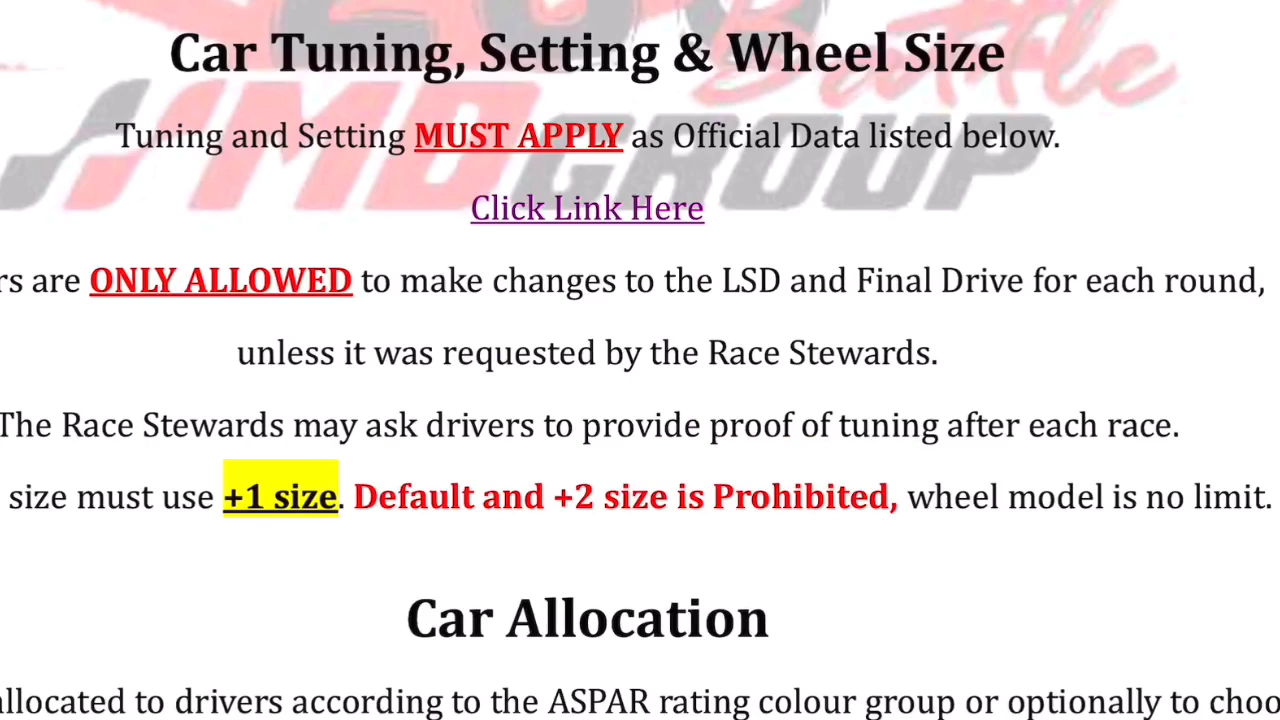 Battle
JIMD GROUP
Car Tuning, Setting & Wheel Size
Tuning and Setting MUST APPLY as Official Data listed below.
Click Link Here
rs are ONLY ALLOWED to make changes to the LSD and Final Drive for each round,
unless it was requested by the Race Stewards.
The Race Stewards may ask drivers to provide proof of tuning after each race.
size must use +1 size. Default and +2 size is Prohibited, wheel model is no limit.
Car Allocation
allocated to drivers according to the ASPAR rating colour group or optionally to choo